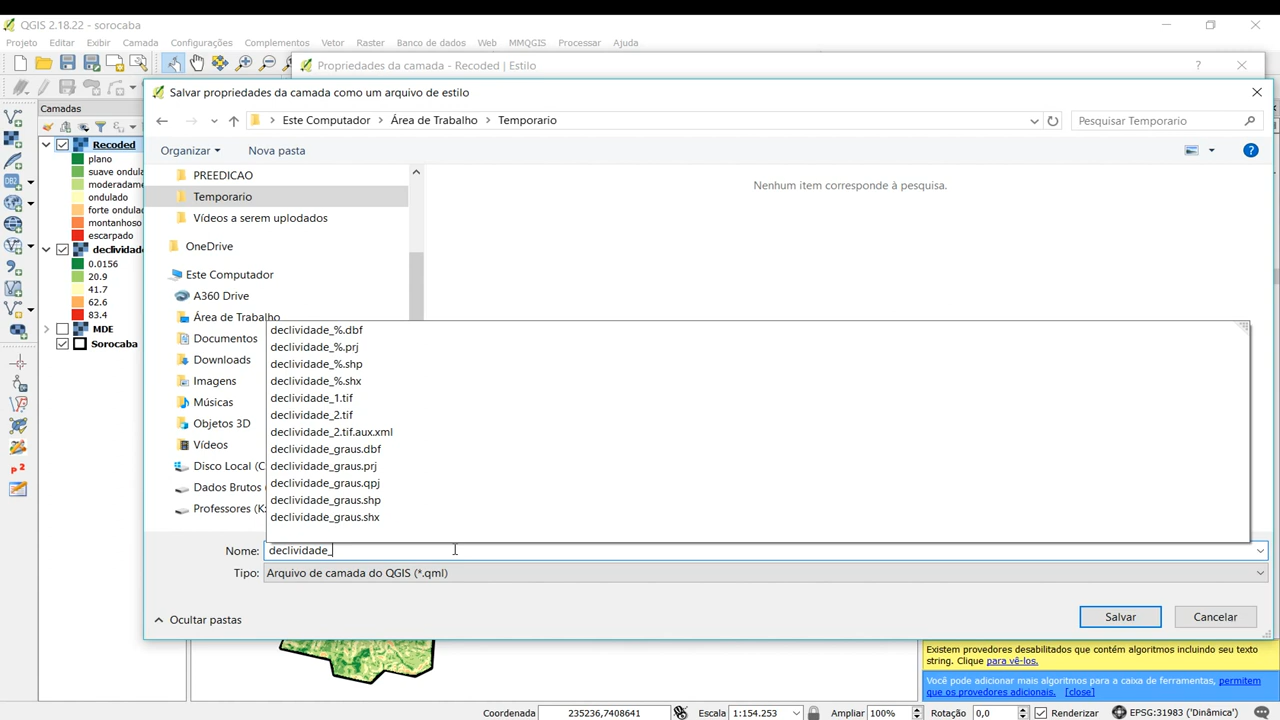 QGIS 2.18.22 - sorocaba
Projeto Editar Exibir Camada Configurações Complementos Vetor Raster Banco de dados Web MMQGIS Processar Ajuda
Propriedades da camada - Recoded | Estilo
Salvar propriedades da camada como um arquivo de estilo
Camadas
Este Computador > Área de Trabalho > Temporario
Pesquisar Temporario
Organizar
Nova pasta
Recoded
plano
suave ondula
moderadame
ondulado
forte ondulad
montanhoso
escarpado
declividade
0.0156
20.9
41.7
62.6
83.4
MDE
Sorocaba
PREEDICAO
Temporario
Vídeos a serem uplodados
OneDrive
Este Computador
A360 Drive
Área de Trabalho
Documentos
Downloads
Imagens
Músicas
Objetos 3D
Vídeos
Disco Local (C
Dados Brutos
Professores (K:
Nenhum item corresponde à pesquisa.
declividade_%.dbf
declividade_%.prj
declividade_%.shp
declividade_%.shx
declividade_1.tif
declividade_2.tif
declividade_2.tif.aux.xml
declividade_graus.dbf
declividade_graus.prj
declividade_graus.qpj
declividade_graus.shp
declividade_graus.shx
Nome: declividade_
Tipo: Arquivo de camada do QGIS (*.qml)
Ocultar pastas
Salvar
Cancelar
Existem provedores desabilitados que contém algoritmos incluindo seu texto
string. Clique para vê-los.
Você pode adicionar mais algoritmos para a caixa de ferramentas, permitem
que os provedores adicionais. [close]
Coordenada 235236,7408641 Escala 1:154.253 Ampliar 100% Rotação 0,0 Renderizar EPSG:31983 ('Dinâmica')